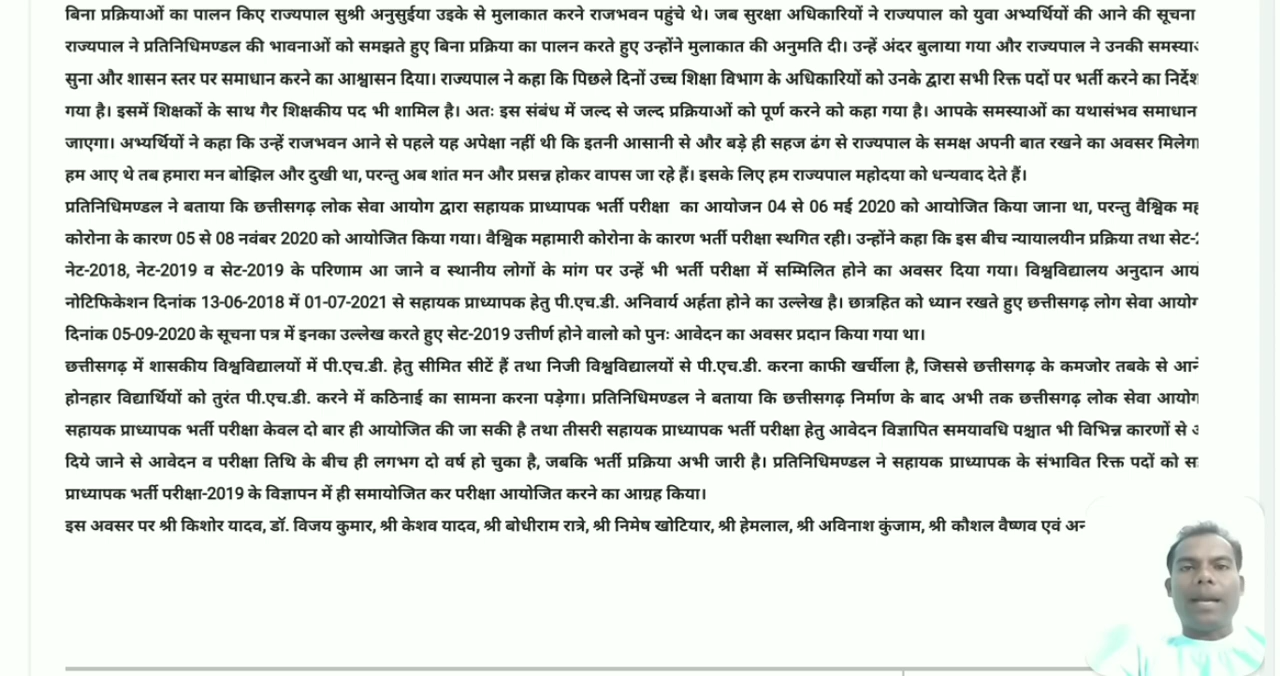 बिना प्रक्रियाओं का पालन किए राज्यपाल सुश्री अनुसुईया उइके से मुलाकात करने राजभवन पहुंचे थे। जब सुरक्षा अधिकारियों ने राज्यपाल को युवा अभ्यर्थियों की आने की सूचना
राज्यपाल ने प्रतिनिधिमण्डल की भावनाओं को समझते हुए बिना प्रक्रिया का पालन करते हुए उन्होंने मुलाकात की अनुमति दी। उन्हें अंदर बुलाया गया और राज्यपाल ने उनकी
सुना और शासन स्तर पर समाधान करने का आश्वासन दिया। राज्यपाल ने कहा कि पिछले दिनों उच्च शिक्षा विभाग के अधिकारियों को उनके द्वारा सभी रिक्त पदों पर भर्ती करने का
गया है। इसमें शिक्षकों के साथ गैर शिक्षकीय पद भी शामिल है। अतः इस संबंध में जल्द से जल्द प्रक्रियाओं को पूर्ण करने को कहा गया है। आपके समस्याओं का यथासंभव समाधान
जाएगा। अभ्यर्थियों ने कहा कि उन्हें राजभवन आने से पहले यह अपेक्षा नहीं थी कि इतनी आसानी से और बड़े ही सहज ढंग से राज्यपाल के समक्ष अपनी बात रखने का अवसर मिलेगा
हम आए थे तब हमारा मन बोझिल और दुखी था, परन्तु अब शांत मन और प्रसन्न होकर वापस जा रहे हैं। इसके लिए हम राज्यपाल महोदया को धन्यवाद देते हैं।
प्रतिनिधिमण्डल ने बताया कि छत्तीसगढ़ लोक सेवा आयोग द्वारा सहायक प्राध्यापक भर्ती परीक्षा का आयोजन 04 से 06 मई 2020 को आयोजित किया जाना था, परन्तु वैश्विक
कोरोना के कारण 05 से 08 नवंबर 2020 को आयोजित किया गया। वैश्विक महामारी कोरोना के कारण भर्ती परीक्षा स्थगित रही। उन्होंने कहा कि इस बीच न्यायालयीन प्रक्रिया तथा सेट-
नेट-2018, नेट-2019 व सेट-2019 के परिणाम आ जाने व स्थानीय लोगों के मांग पर उन्हें भी भर्ती परीक्षा में सम्मिलित होने का अवसर दिया गया। विश्वविद्यालय अनुदान
नोटिफिकेशन दिनांक 13-06-2018 में 01-07-2021 से सहायक प्राध्यापक हेतु पी.एच.डी. अनिवार्य अर्हता होने का उल्लेख है। छात्रहित को ध्यान रखते हुए छत्तीसगढ़ लोग सेवा आयोग
दिनांक 05-09-2020 के सूचना पत्र में इनका उल्लेख करते हुए सेट-2019 उत्तीर्ण होने वालो को पुनः आवेदन का अवसर प्रदान किया गया था।
छत्तीसगढ़ में शासकीय विश्वविद्यालयों में पी.एच.डी. हेतु सीमित सीटें हैं तथा निजी विश्वविद्यालयों से पी.एच.डी. करना काफी खर्चीला है, जिससे छत्तीसगढ़ के कमजोर तबके से
होनहार विद्यार्थियों को तुरंत पी.एच.डी. करने में कठिनाई का सामना करना पड़ेगा। प्रतिनिधिमण्डल ने बताया कि छत्तीसगढ़ निर्माण के बाद अभी तक छत्तीसगढ़ लोक सेवा आयोग
सहायक प्राध्यापक भर्ती परीक्षा केवल दो बार ही आयोजित की जा सकी है तथा तीसरी सहायक प्राध्यापक भर्ती परीक्षा हेतु आवेदन विज्ञापित समयावधि पश्चात भी विभिन्न कारणों से
दिये जाने से आवेदन व परीक्षा तिथि के बीच ही लगभग दो वर्ष हो चुका है, जबकि भर्ती प्रक्रिया अभी जारी है। प्रतिनिधिमण्डल ने सहायक प्राध्यापक के संभावित रिक्त पदों को
प्राध्यापक भर्ती परीक्षा-2019 के विज्ञापन में ही समायोजित कर परीक्षा आयोजित करने का आग्रह किया।
इस अवसर पर श्री किशोर यादव, डॉ. विजय कुमार, श्री केशव यादव, श्री बोधीराम रात्रे, श्री निमेष खोटियार, श्री हेमलाल, श्री अविनाश कुंजाम, श्री कौशल वैष्णव एवं